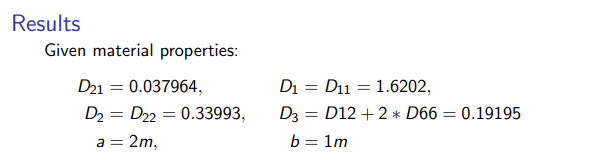 Results
Given material properties:
D₂₁ = 0.037964, D₁ = D₁₁ = 1.6202,
D₂ = D₂₂ = 0.33993, D₃ = D12 + 2 ∗ D66 = 0.19195
a = 2m, b = 1m